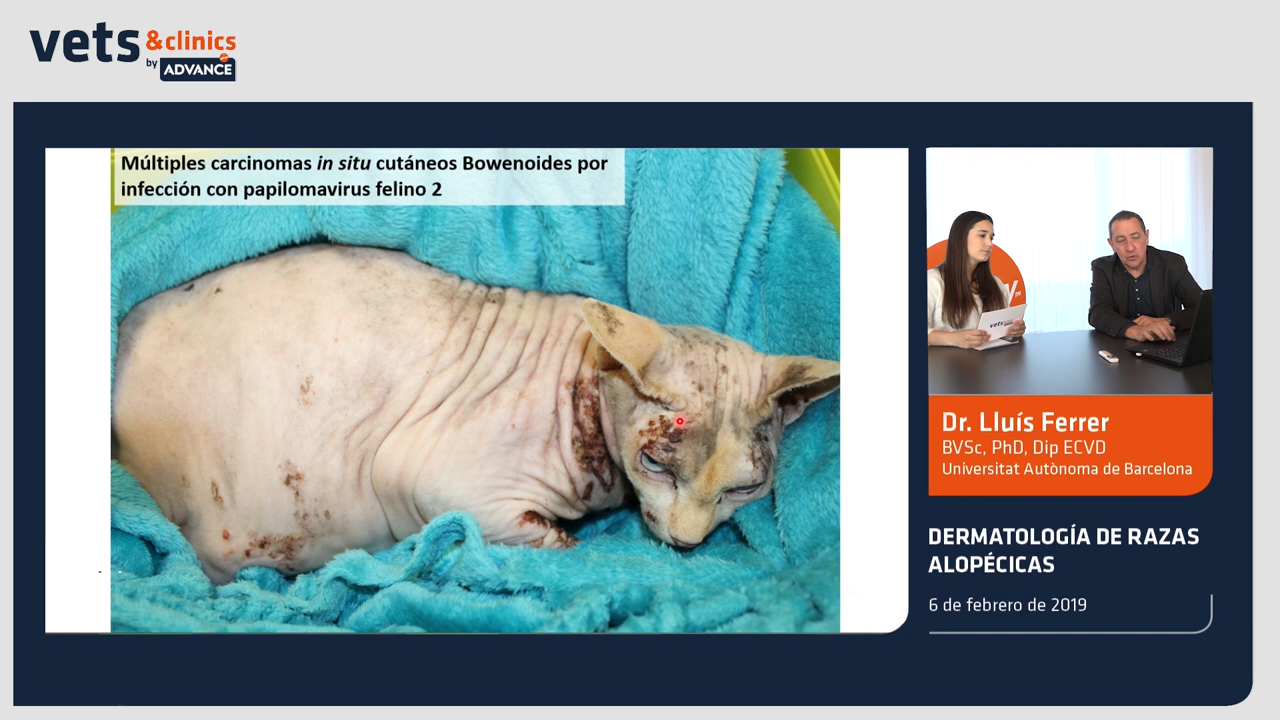 vets &clinics
by ADVANCE
Múltiples carcinomas in situ cutáneos Bowenoides por
infección con papilomavirus felino 2
vets
Dr. Lluís Ferrer
BVSc, PhD, Dip ECVD
Universitat Autònoma de Barcelona
DERMATOLOGÍA DE RAZAS
ALOPÉCICAS
6 de febrero de 2019